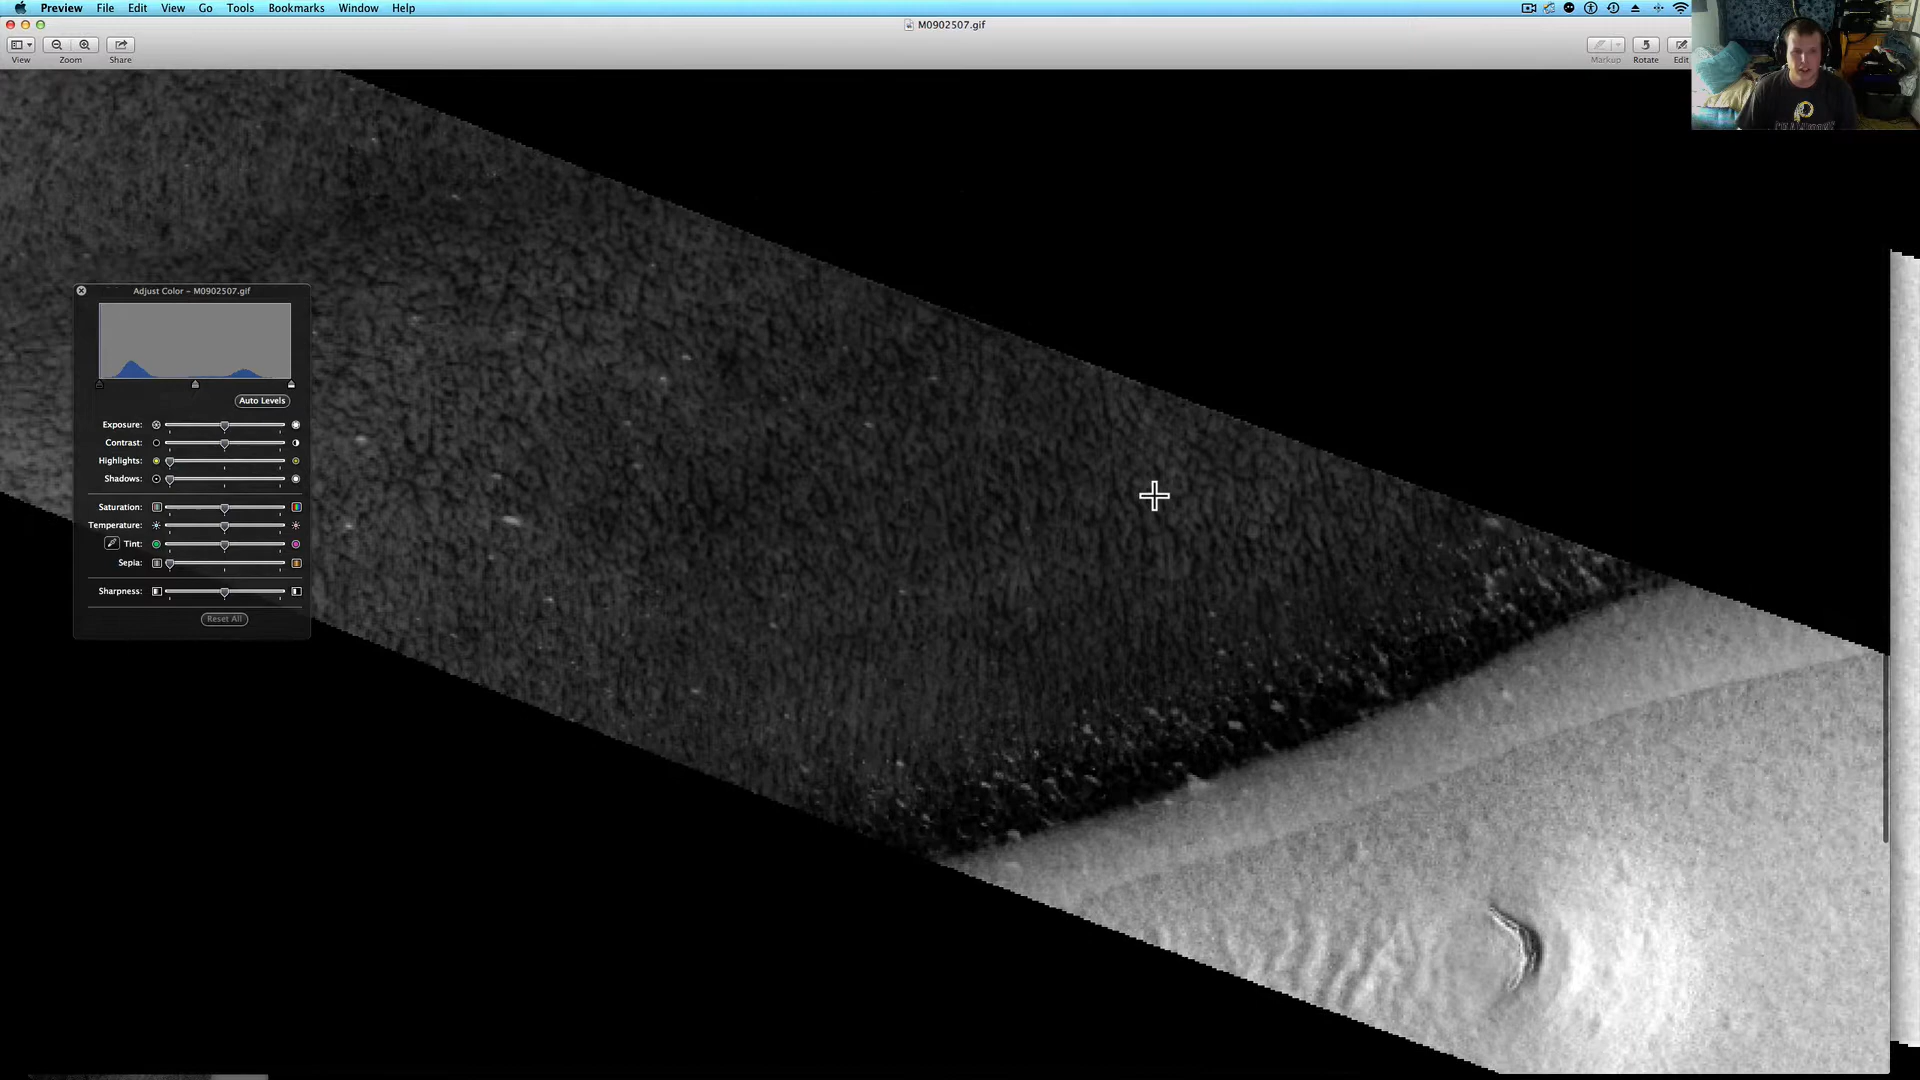 Preview File Edit View Go Tools Bookmarks Window Help
M0902507.gif
View Zoom Share Markup Rotate Edit
Adjust Color - M0902507.gif
Auto Levels
Exposure:
Contrast:
Highlights:
Shadows:
Saturation:
Temperature:
Tint:
Sepia:
Sharpness:
Reset All